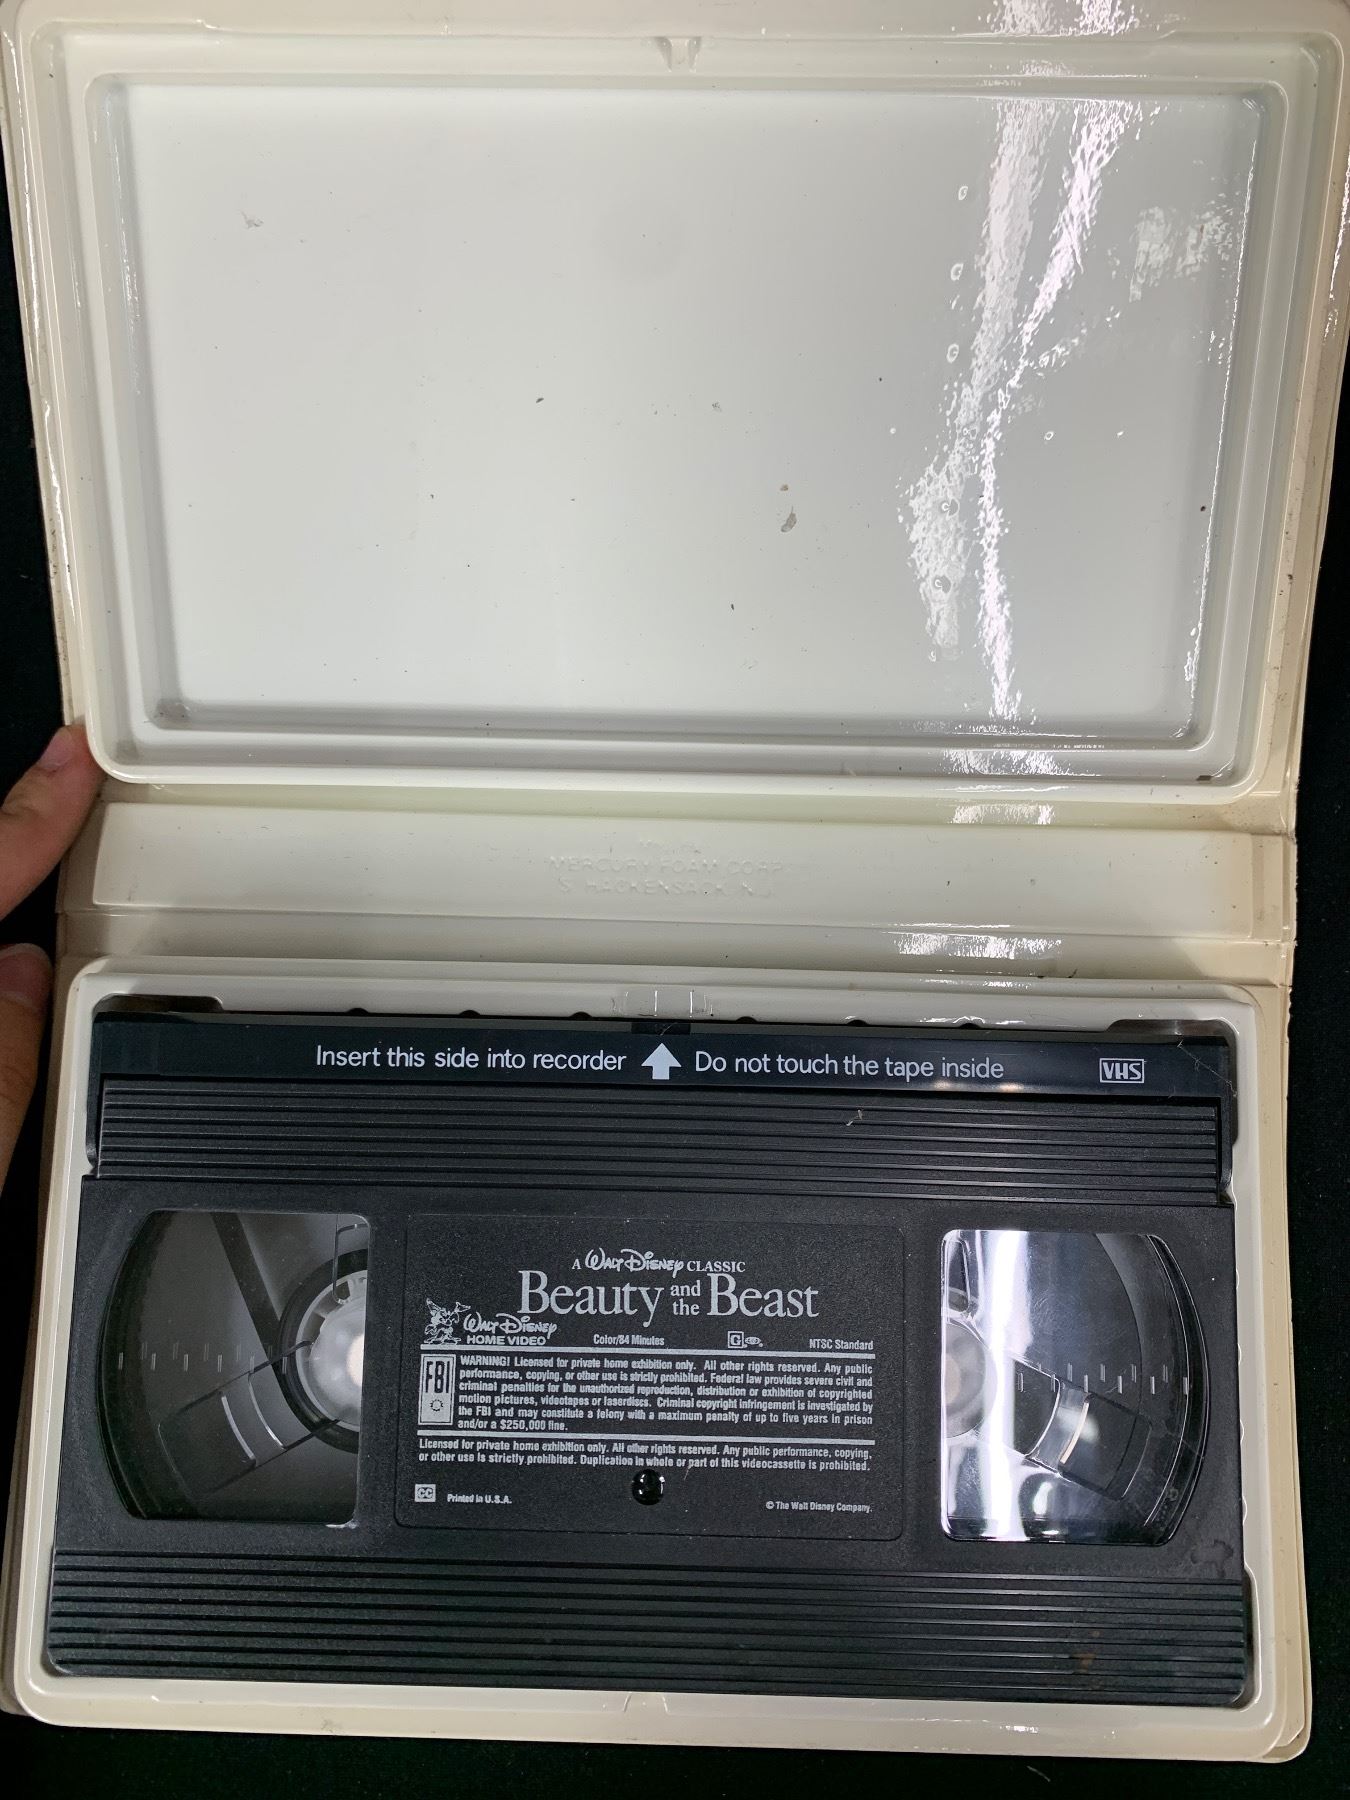 MERCURY FOAM CORP
S. HACKENSACK, N.J.
Insert this side into recorder Do not touch the tape inside VHS
A WALT DISNEY CLASSIC
Beauty and the Beast
WALT DISNEY
HOME VIDEO
Color/84 Minutes G NTSC Standard
FBI
WARNING! Licensed for private home exhibition only. All other rights reserved. Any public
performance, copying, or other use is strictly prohibited. Federal law provides severe civil and
criminal penalties for the unauthorized reproduction, distribution or exhibition of copyrighted
motion pictures, videotapes or laserdiscs. Criminal copyright infringement is investigated by
the FBI and may constitute a felony with a maximum penalty of up to five years in prison
and/or a $250,000 fine.
Licensed for private home exhibition only. All other rights reserved. Any public performance, copying,
or other use is strictly prohibited. Duplication in whole or part of this videocassette is prohibited.
CC Printed in U.S.A. © The Walt Disney Company.